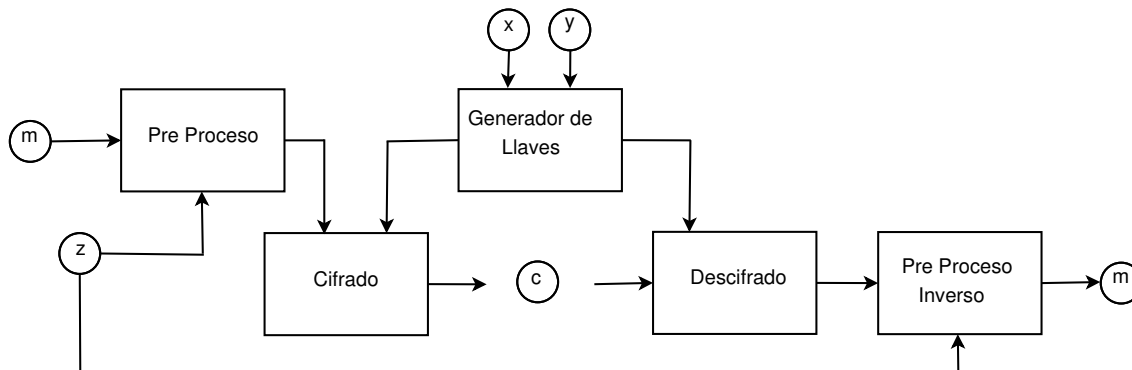 x
y
Generador de
Llaves
m
Pre Proceso
z
Cifrado
c
Descifrado
Pre Proceso
Inverso
m